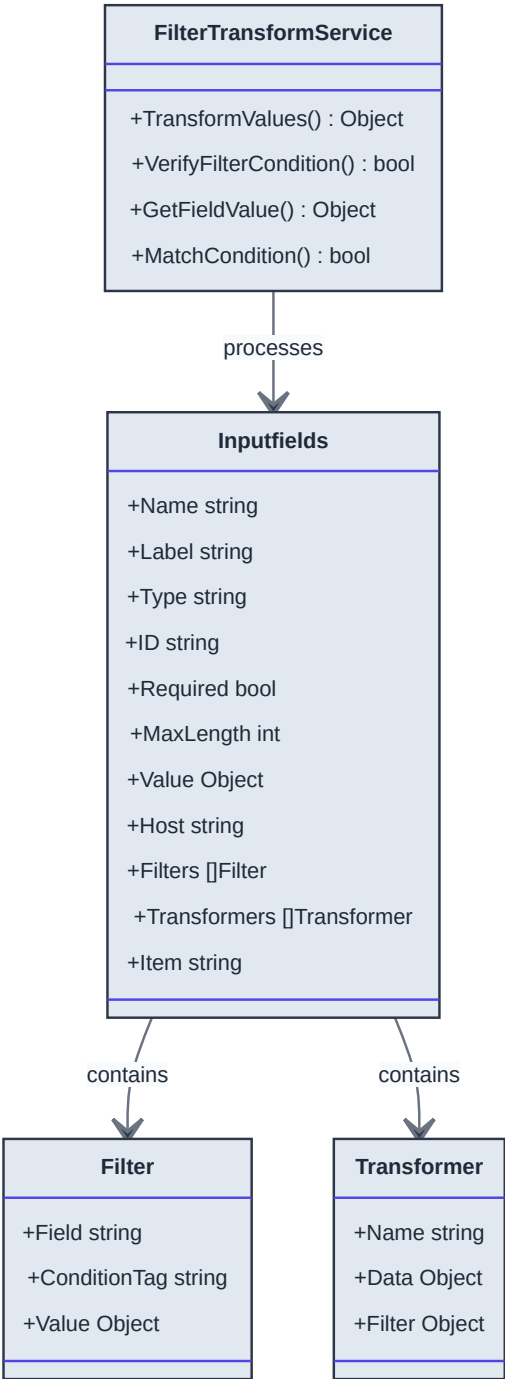 FilterTransformService
+TransformValues() : Object
+VerifyFilterCondition() : bool
+GetFieldValue() : Object
+MatchCondition() : bool
processes
Inputfields
+Name string
+Label string
+Type string
+ID string
+Required bool
+MaxLength int
+Value Object
+Host string
+Filters []Filter
+Transformers []Transformer
+Item string
contains
contains
Filter
+Field string
+ConditionTag string
+Value Object
Transformer
+Name string
+Data Object
+Filter Object